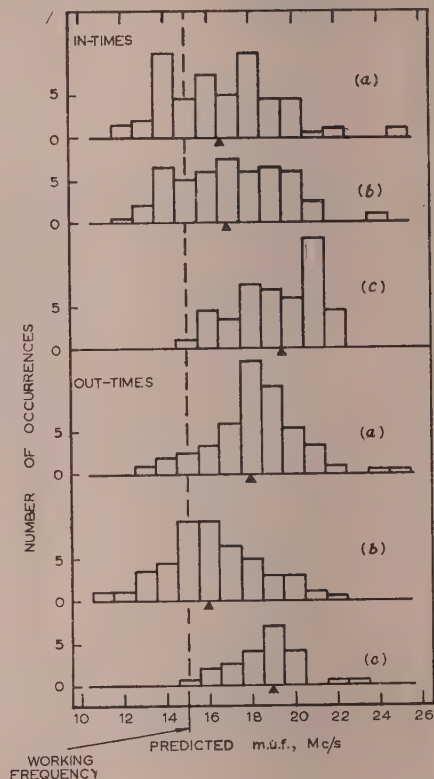 IN-TIMES
(a)
5
0
(b)
5
0
(c)
5
0
OUT-TIMES
(a)
5
0
(b)
5
0
(c)
5
0
NUMBER OF OCCURRENCES
10 12 14 16 18 20 22 24 26
PREDICTED m.u.f., Mc/s
WORKING
FREQUENCY